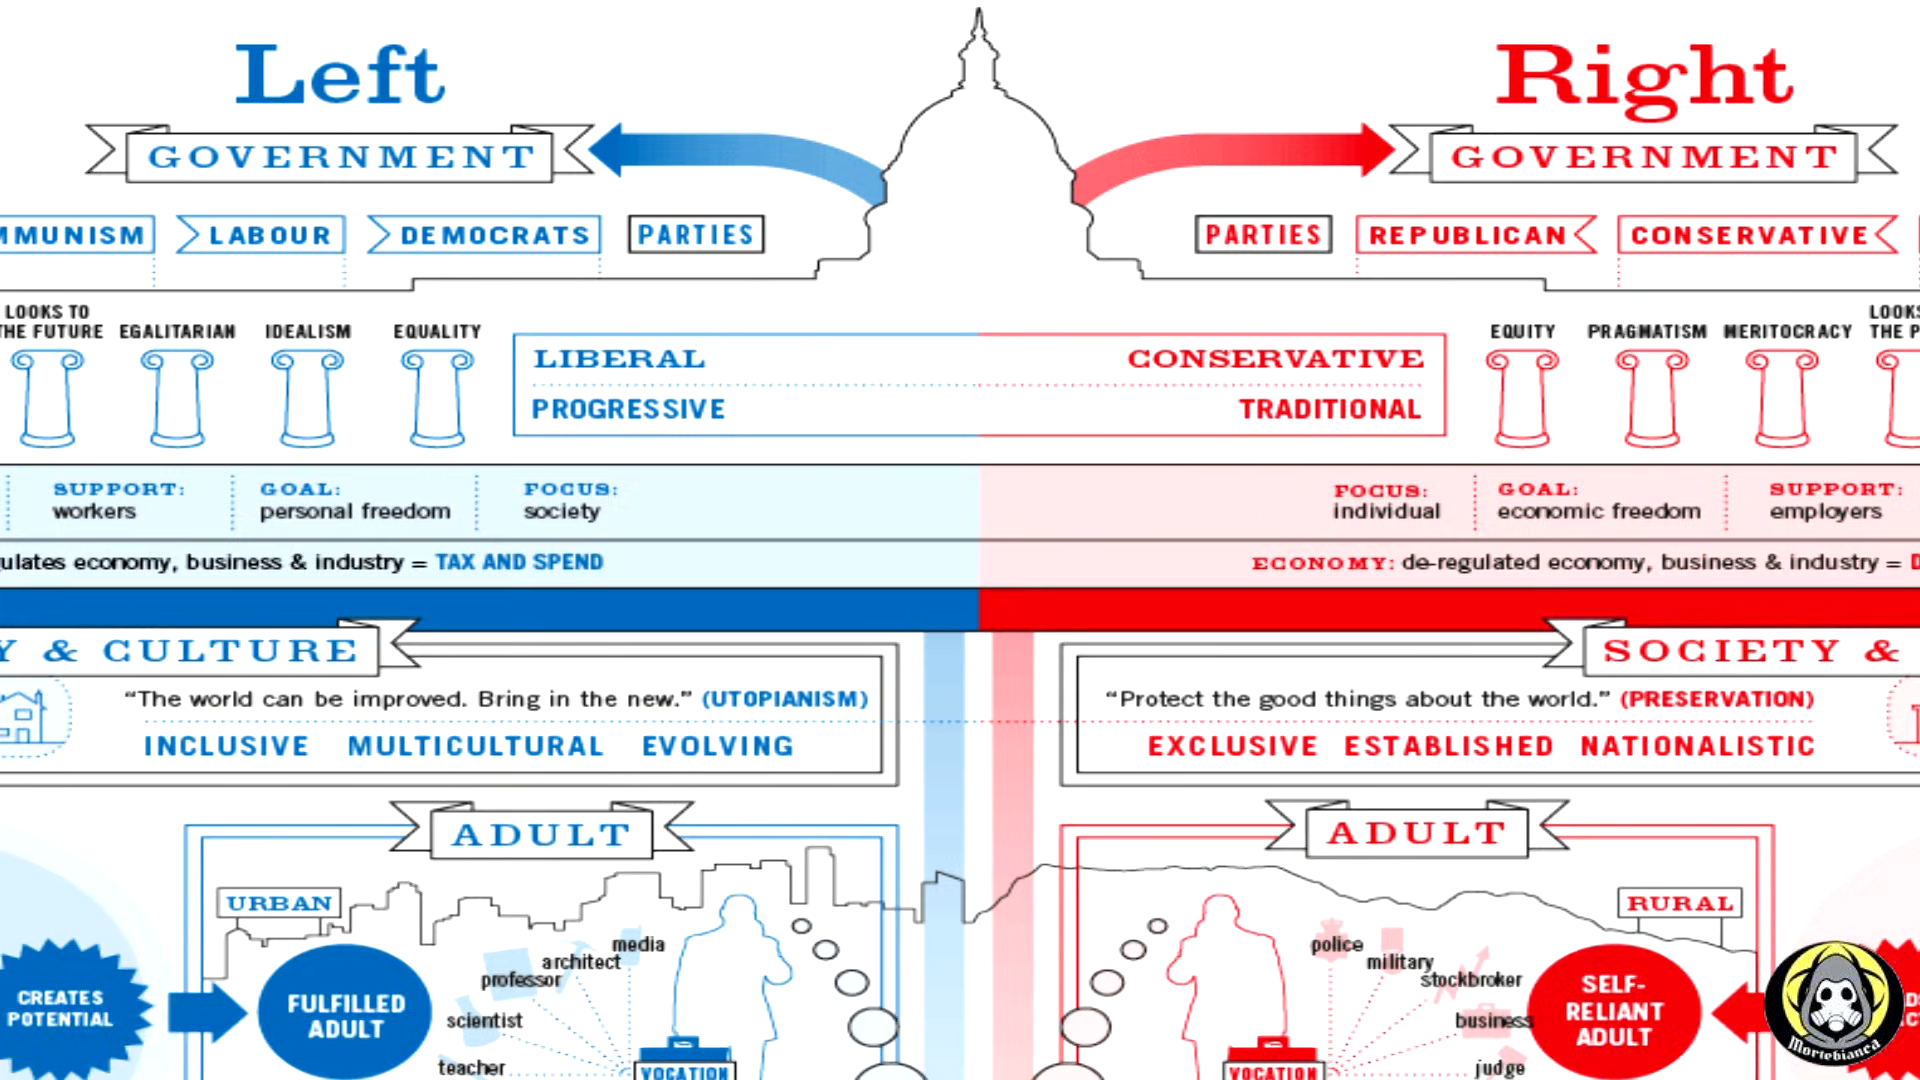 Left
Right
GOVERNMENT
GOVERNMENT
MMUNISM
LABOUR
DEMOCRATS
PARTIES
PARTIES
REPUBLICAN
CONSERVATIVE
LOOKS TO
THE FUTURE
EGALITARIAN
IDEALISM
EQUALITY
LIBERAL
CONSERVATIVE
PROGRESSIVE
TRADITIONAL
EQUITY
PRAGMATISM
MERITOCRACY
LOOKS
THE P
SUPPORT:
workers
GOAL:
personal freedom
FOCUS:
society
FOCUS:
individual
GOAL:
economic freedom
SUPPORT:
employers
gulates economy, business & industry = TAX AND SPEND
ECONOMY: de-regulated economy, business & industry =
Y & CULTURE
SOCIETY &
“The world can be improved. Bring in the new.” (UTOPIANISM)
INCLUSIVE MULTICULTURAL EVOLVING
“Protect the good things about the world.” (PRESERVATION)
EXCLUSIVE ESTABLISHED NATIONALISTIC
ADULT
ADULT
URBAN
RURAL
CREATES
POTENTIAL
FULFILLED
ADULT
media
architect
professor
scientist
teacher
VOCATION
police
military
stockbroker
business
judge
VOCATION
SELF-
RELIANT
ADULT
Mortebianca